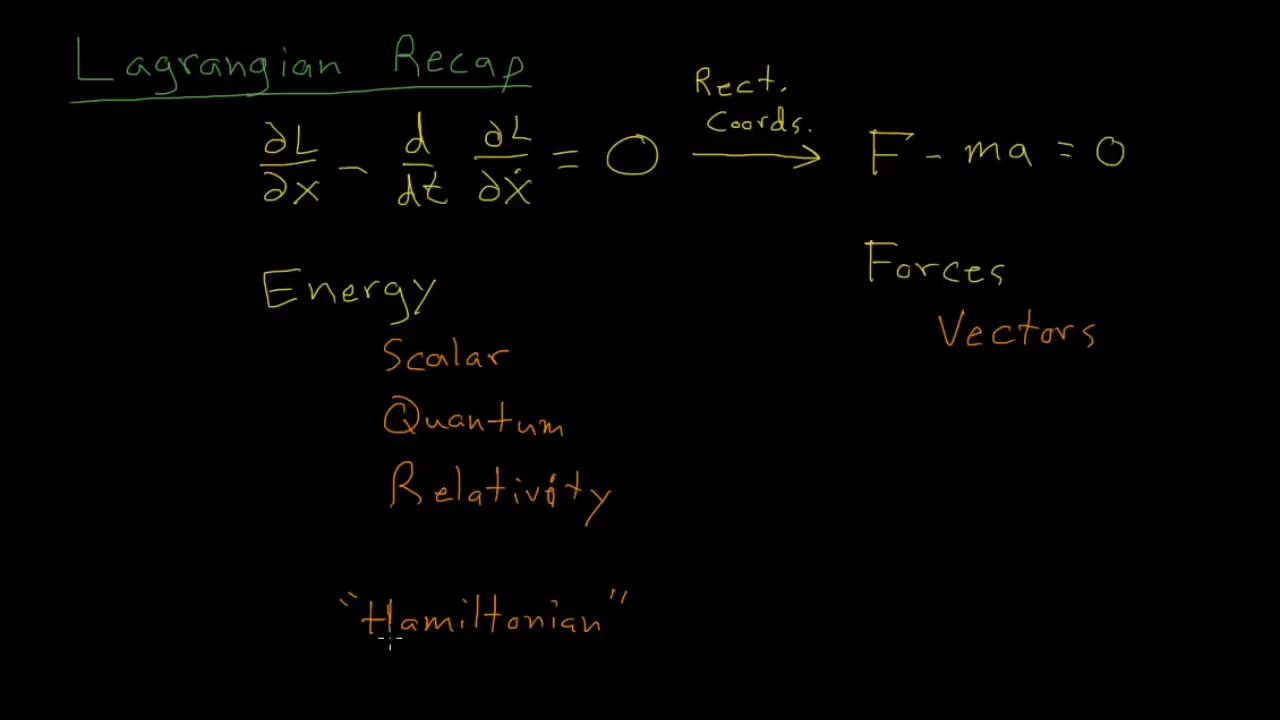 Lagrangian Recap
∂L/∂x - d/dt ∂L/∂ẋ = 0
Rect.
Coords.
F - ma = 0
Energy
Scalar
Quantum
Relativity
Forces
Vectors
"Hamiltonian"